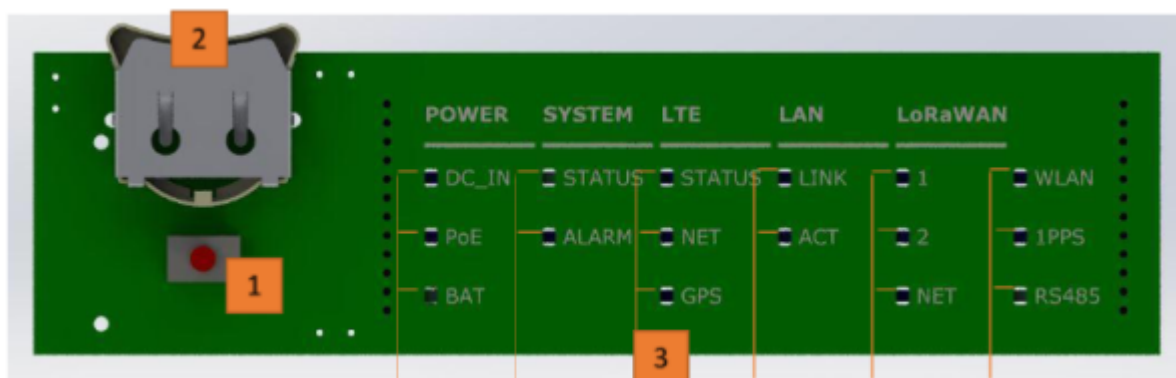 2
POWER SYSTEM LTE LAN LoRaWAN
DC_IN STATUS STATUS LINK 1 WLAN
PoE ALARM NET ACT 2 1PPS
1
BAT GPS NET RS485
3